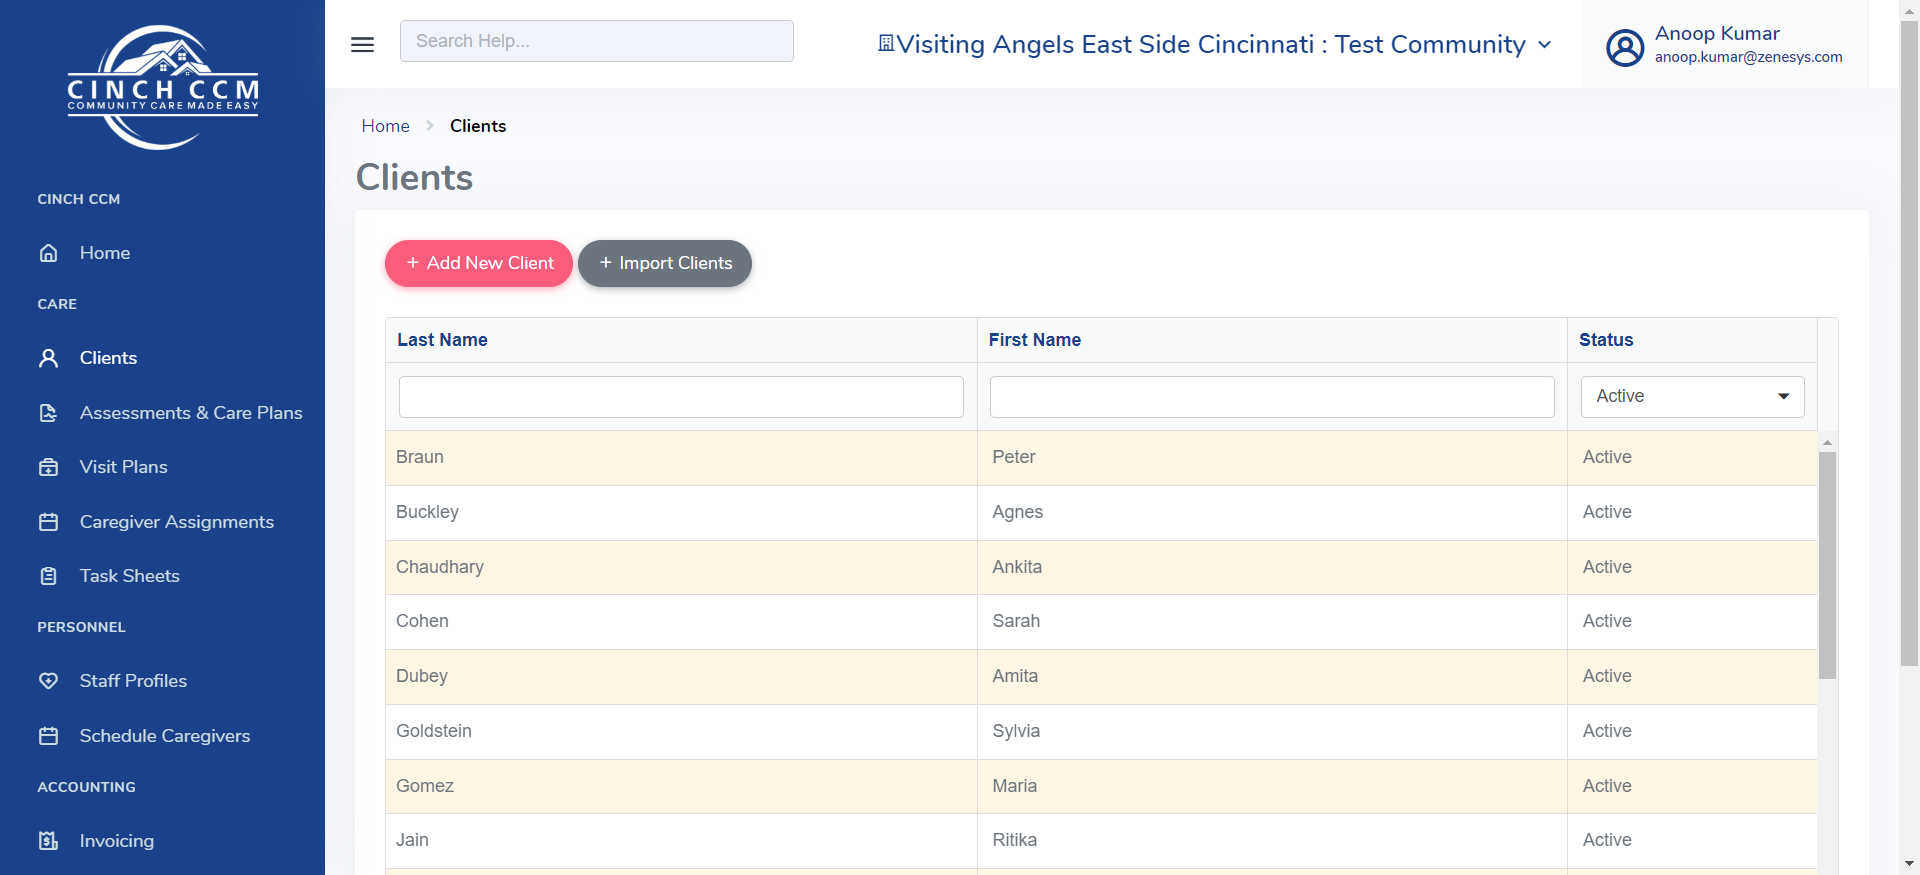 CINCH CCM
COMMUNITY CARE MADE EASY
CINCH CCM
Home
CARE
Clients
Assessments & Care Plans
Visit Plans
Caregiver Assignments
Task Sheets
PERSONNEL
Staff Profiles
Schedule Caregivers
ACCOUNTING
Invoicing
Search Help...
Visiting Angels East Side Cincinnati : Test Community
Anoop Kumar
anoop.kumar@zenesys.com
Home > Clients
Clients
+ Add New Client + Import Clients
Last Name First Name Status
Active
Braun Peter Active
Buckley Agnes Active
Chaudhary Ankita Active
Cohen Sarah Active
Dubey Amita Active
Goldstein Sylvia Active
Gomez Maria Active
Jain Ritika Active